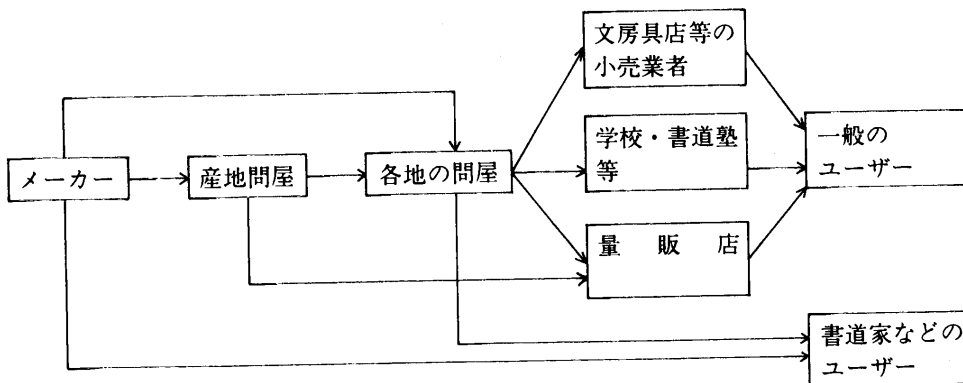 メーカー
産地問屋
各地の問屋
文房具店等の
小売業者
学校・書道塾
等
量販店
一般の
ユーザー
書道家などの
ユーザー